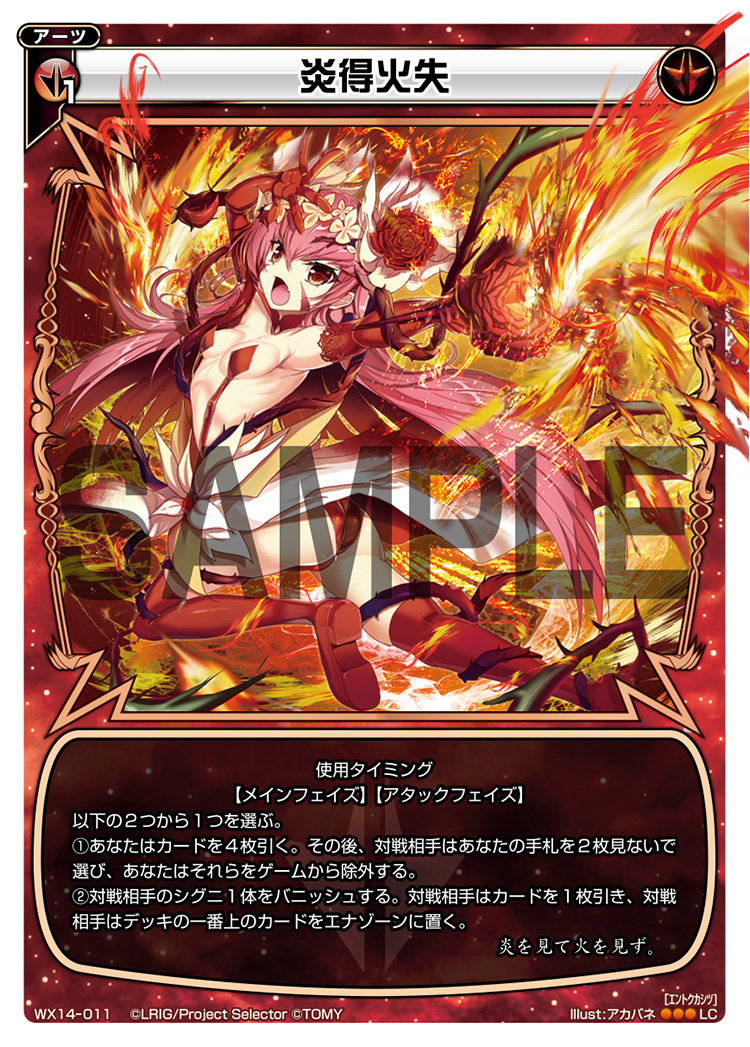 アーツ
1
炎得火失
SAMPLE
使用タイミング
【メインフェイズ】【アタックフェイズ】
以下の２つから１つを選ぶ。
①あなたはカードを４枚引く。その後、対戦相手はあなたの手札を２枚見ないで
選び、あなたはそれらをゲームから除外する。
②対戦相手のシグニ１体をバニッシュする。対戦相手はカードを１枚引き、対戦
相手はデッキの一番上のカードをエナゾーンに置く。
炎を見て火を見ず。
[エントクカシツ]
WX14-011 ©LRIG/Project Selector ©TOMY Illust:アカバネ LC